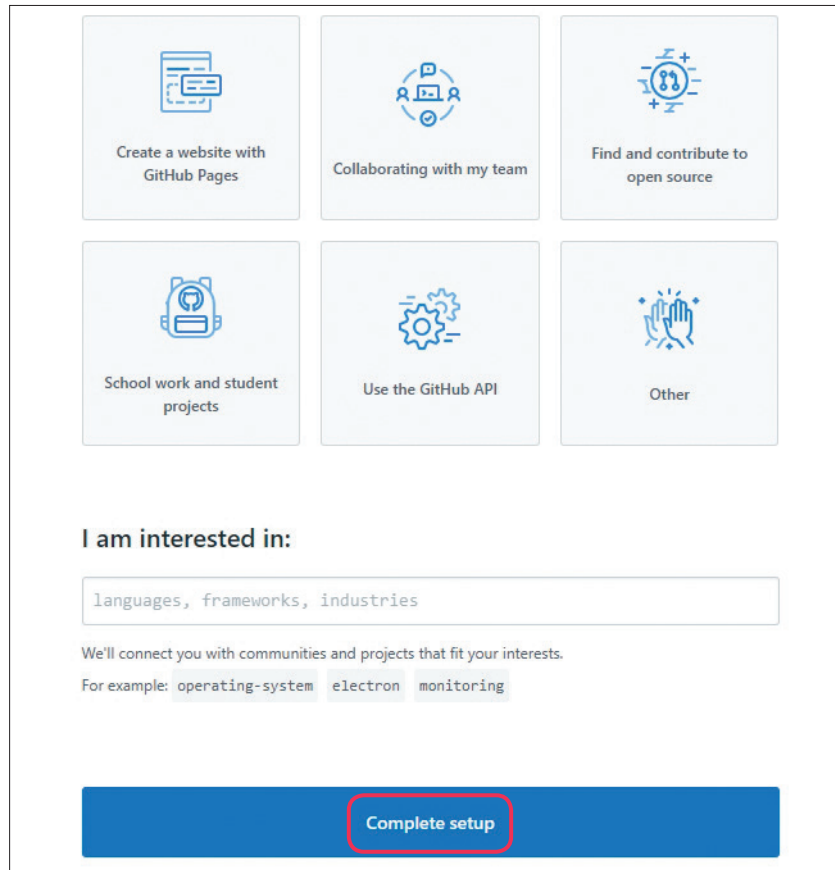 Create a website with
GitHub Pages
Collaborating with my team
Find and contribute to
open source
School work and student
projects
Use the GitHub API
Other
I am interested in:
languages, frameworks, industries
We'll connect you with communities and projects that fit your interests.
For example: operating-system electron monitoring
Complete setup